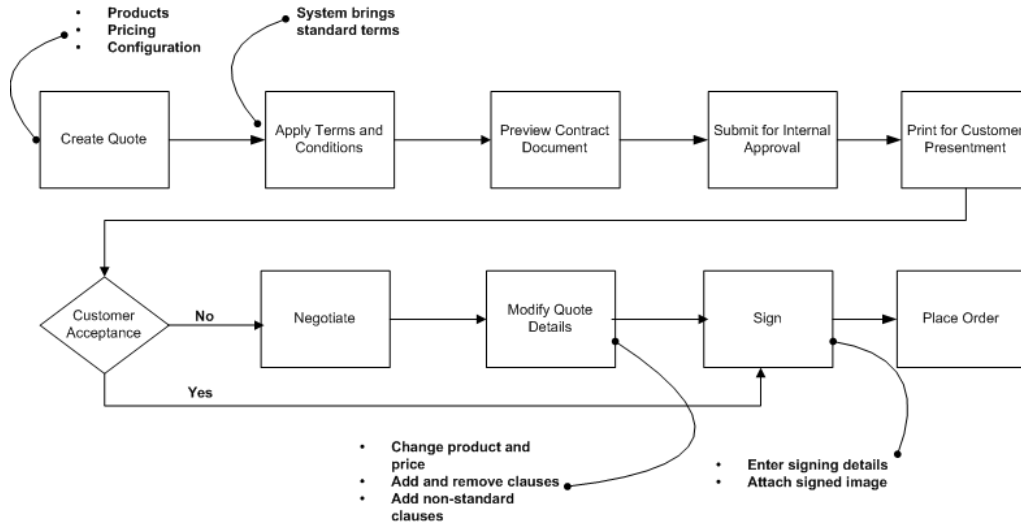 • Products
• Pricing
• Configuration
System brings
standard terms
Create Quote
Apply Terms and
Conditions
Preview Contract
Document
Submit for Internal
Approval
Print for Customer
Presentment
Customer
Acceptance
No
Negotiate
Modify Quote
Details
Sign
Place Order
Yes
• Change product and
price
• Add and remove clauses
• Add non-standard
clauses
• Enter signing details
• Attach signed image